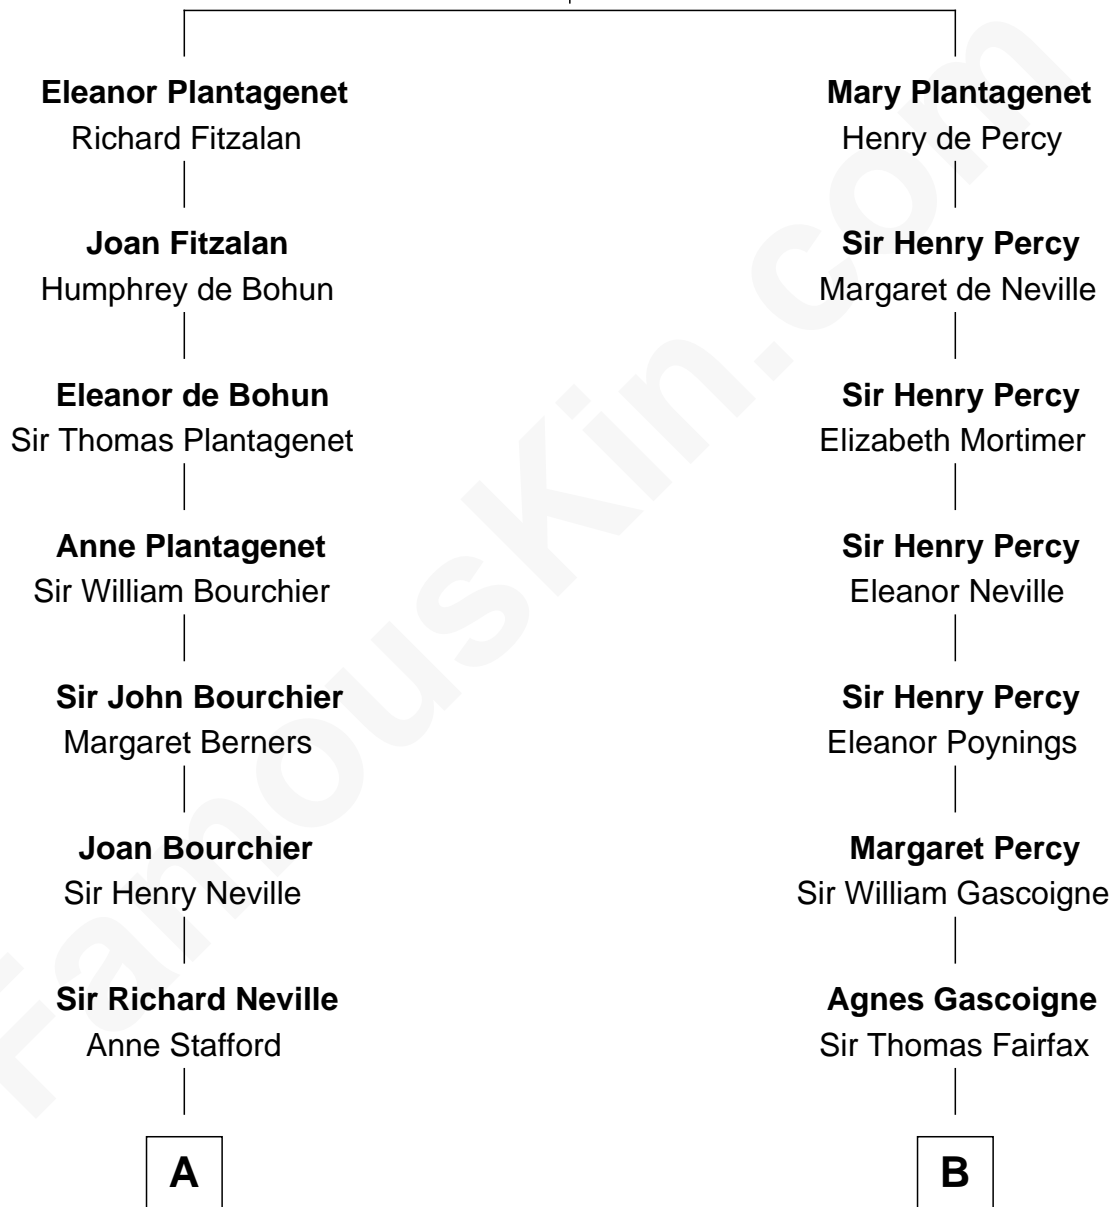 Eleanor Plantagenet
Richard Fitzalan
Joan Fitzalan
Humphrey de Bohun
Eleanor de Bohun
Sir Thomas Plantagenet
Anne Plantagenet
Sir William Bourchier
Sir John Bourchier
Margaret Berners
Joan Bourchier
Sir Henry Neville
Sir Richard Neville
Anne Stafford
A
Mary Plantagenet
Henry de Percy
Sir Henry Percy
Margaret de Neville
Sir Henry Percy
Elizabeth Mortimer
Sir Henry Percy
Eleanor Neville
Sir Henry Percy
Eleanor Poynings
Margaret Percy
Sir William Gascoigne
Agnes Gascoigne
Sir Thomas Fairfax
B
FamousKin.com